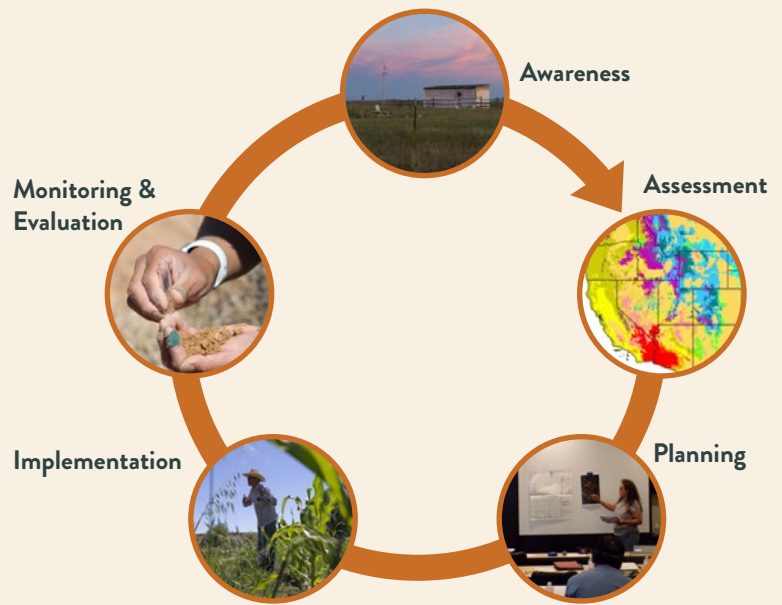 Awareness
Assessment
Planning
Implementation
Monitoring &
Evaluation